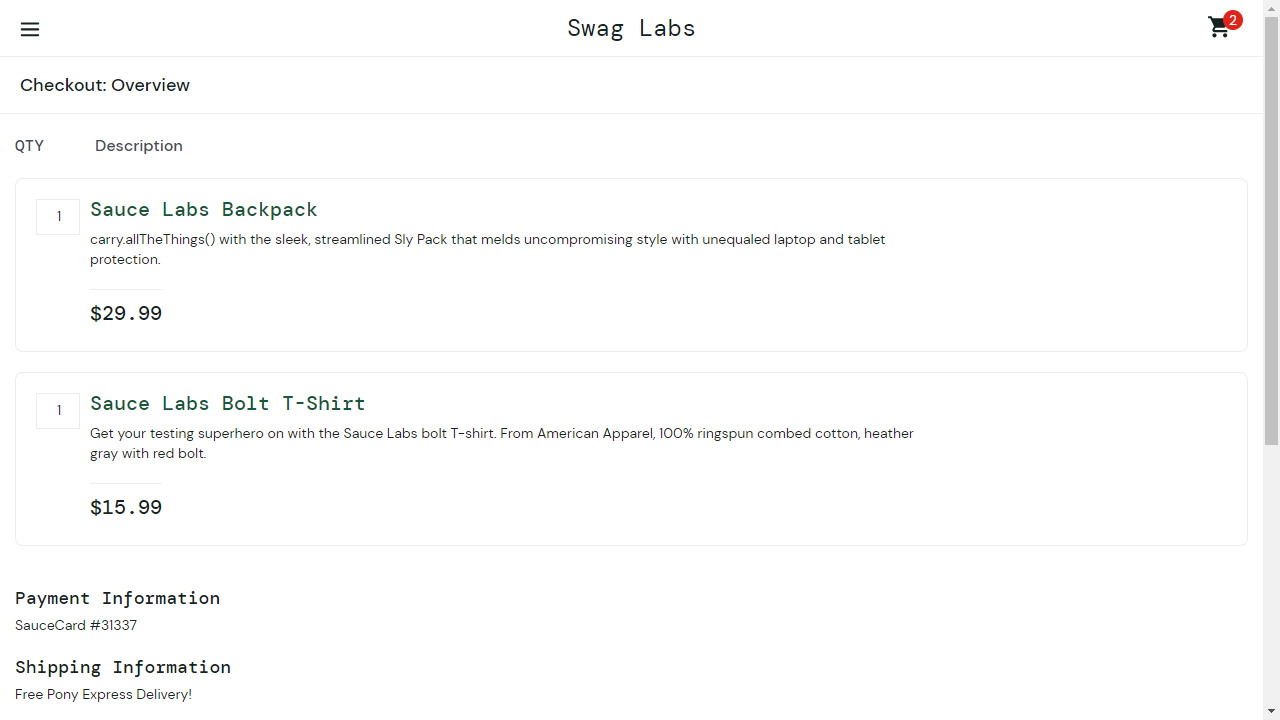 Swag Labs
2
Checkout: Overview
QTY Description
1
Sauce Labs Backpack
carry.allTheThings() with the sleek, streamlined Sly Pack that melds uncompromising style with unequaled laptop and tablet
protection.
$29.99
1
Sauce Labs Bolt T-Shirt
Get your testing superhero on with the Sauce Labs bolt T-shirt. From American Apparel, 100% ringspun combed cotton, heather
gray with red bolt.
$15.99
Payment Information
SauceCard #31337
Shipping Information
Free Pony Express Delivery!